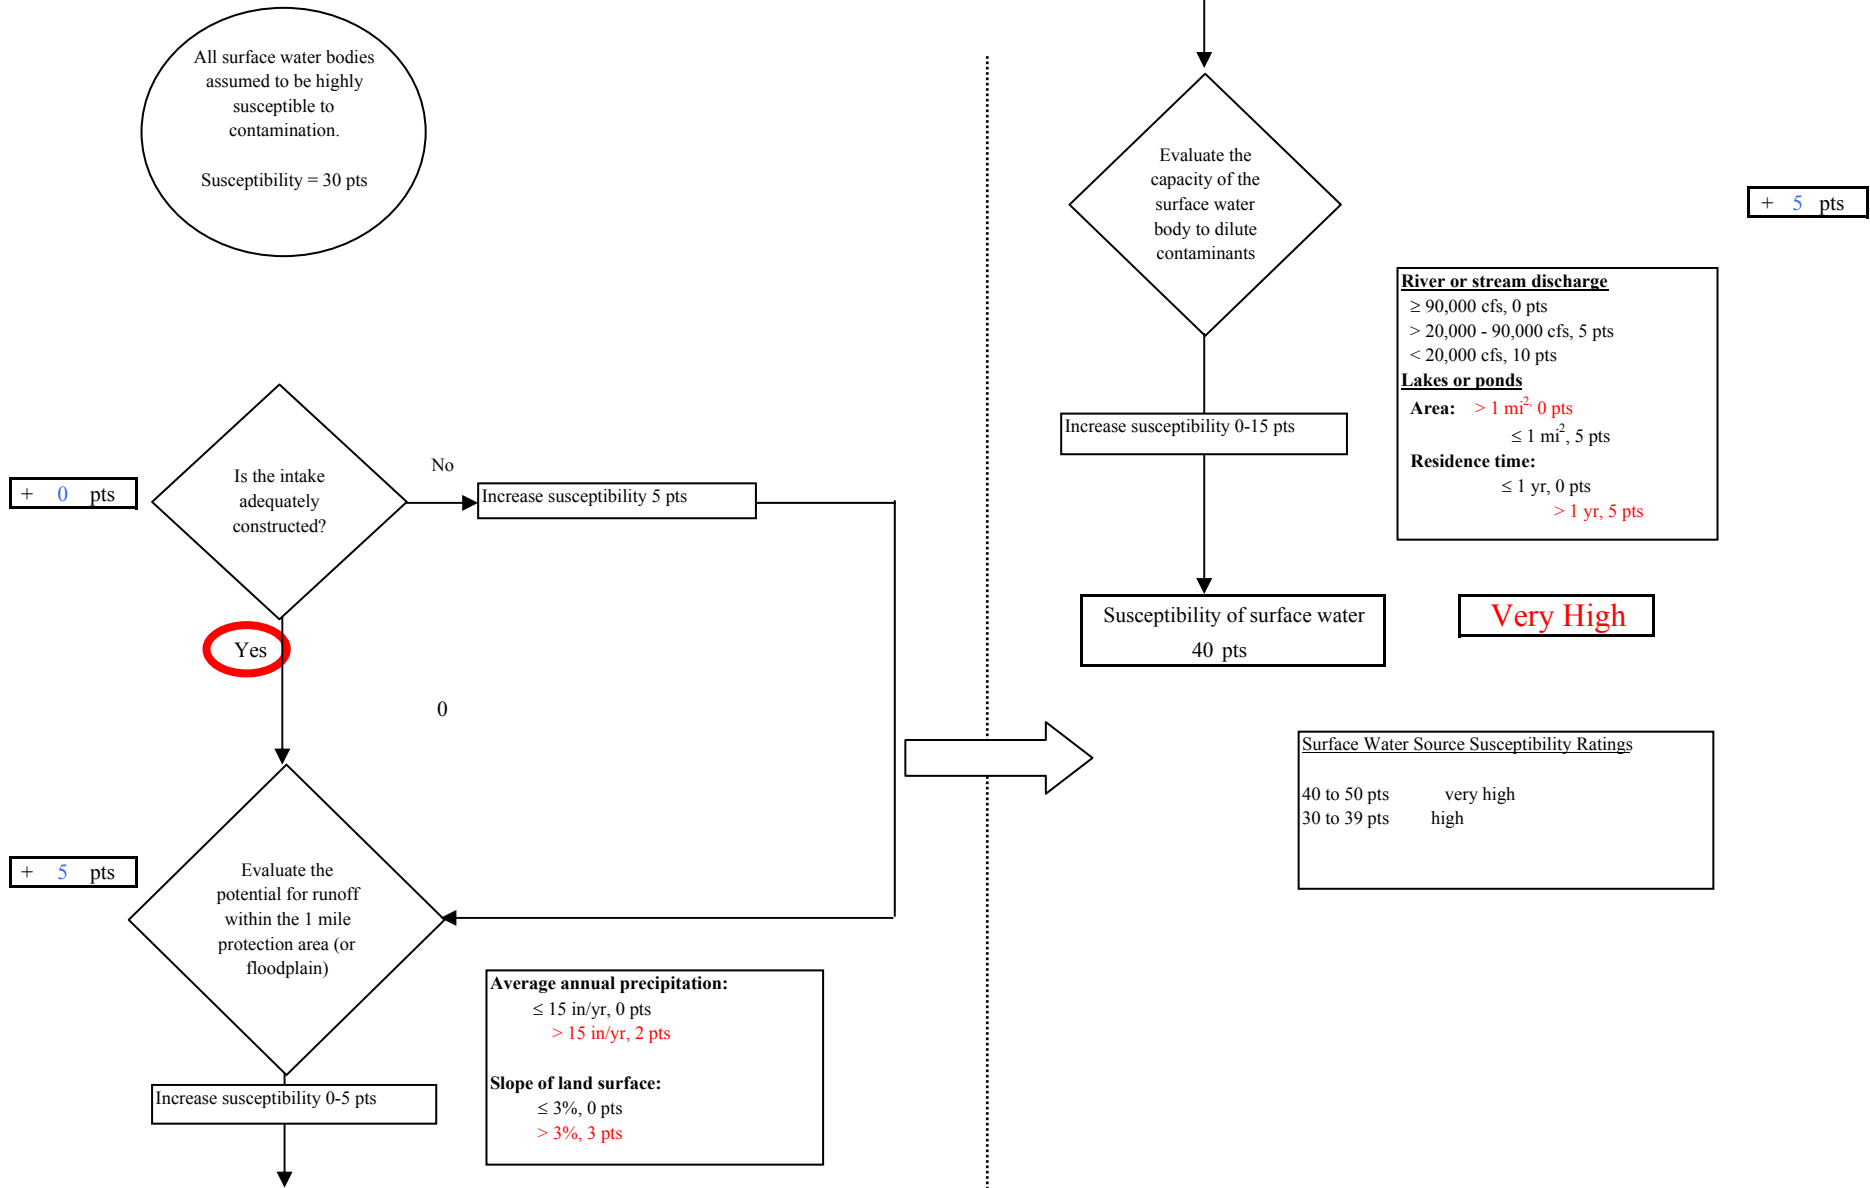 All surface water bodies
assumed to be highly
susceptible to
contamination.
Susceptibility = 30 pts
+ 0 pts
Is the intake
adequately
constructed?
No
Increase susceptibility 5 pts
Yes
0
+ 5 pts
Evaluate the
potential for runoff
within the 1 mile
protection area (or
floodplain)
Average annual precipitation:
≤ 15 in/yr, 0 pts
> 15 in/yr, 2 pts
Slope of land surface:
≤ 3%, 0 pts
> 3%, 3 pts
Increase susceptibility 0-5 pts
Evaluate the
capacity of the
surface water
body to dilute
contaminants
+ 5 pts
River or stream discharge
≥ 90,000 cfs, 0 pts
> 20,000 - 90,000 cfs, 5 pts
< 20,000 cfs, 10 pts
Lakes or ponds
Area: > 1 mi², 0 pts
≤ 1 mi², 5 pts
Residence time:
≤ 1 yr, 0 pts
> 1 yr, 5 pts
Increase susceptibility 0-15 pts
Susceptibility of surface water
40 pts
Very High
Surface Water Source Susceptibility Ratings
40 to 50 pts very high
30 to 39 pts high